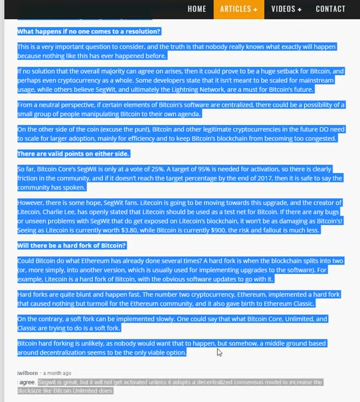 HOME ARTICLES + VIDEOS + CONTACT
What happens if no one comes to a resolution?
This is a very important question to consider, and the truth is that nobody really knows what exactly will happen
because nothing like this has ever happened before.
If no solution that the overall majority can agree on arises, then it could prove to be a huge setback for Bitcoin, and
perhaps even cryptocurrency as a whole. Some developers state that it isn't meant to be scaled for mainstream
usage, while others believe SegWit, and ultimately the Lightning Network, are a must for Bitcoin's future.
From a neutral perspective, if certain elements of Bitcoin's software are centralized, there could be a possibility of a
small group of people manipulating Bitcoin to their own agenda.
On the other side of the coin (excuse the pun!), Bitcoin and other legitimate cryptocurrencies in the future DO need
to scale for larger adoption, mainly for efficiency and to keep Bitcoin's blockchain from becoming too congested.
There are valid points on either side.
So far, Bitcoin Core's SegWit is only at a vote of 25%. A target of 95% is needed for activation, so there is clearly
friction in the community, and if it doesn't reach the target percentage by the end of 2017, then it is safe to say the
community has spoken.
However, there is some hope, SegWit fans. Litecoin is going to be moving towards this upgrade, and the creator of
Litecoin, Charlie Lee, has openly stated that Litecoin should be used as a test net for Bitcoin. If there are any bugs
or unseen problems with SegWit that do get exposed on Litecoin's blockchain, it won't be as damaging as Bitcoin's!
Seeing as Litecoin is currently worth $3.80, while Bitcoin is currently $900, the risk and fallout is much less.
Will there be a hard fork of Bitcoin?
Could Bitcoin do what Ethereum has already done several times? A hard fork is when the blockchain splits into two
(or, more simply, into another version, which is usually used for implementing upgrades to the software). For
example, Litecoin is a hard fork of Bitcoin, with the obvious software updates to go with it.
Hard forks are quite blunt and happen fast. The number two cryptocurrency, Ethereum, implemented a hard fork
that caused nothing but turmoil for the Ethereum community, and it also gave birth to Ethereum Classic.
On the contrary, a soft fork can be implemented slowly. One could say that what Bitcoin Core, Unlimited, and
Classic are trying to do is a soft fork.
Bitcoin hard forking is unlikely, as nobody would want that to happen, but somehow, a middle ground based
around decentralization seems to be the only viable option.
wilboro · a month ago
agree. Segwit is great, but it will not get activated unless it adopts a decentralized consensus model to increase the
blocksize like Bitcoin Unlimited does.